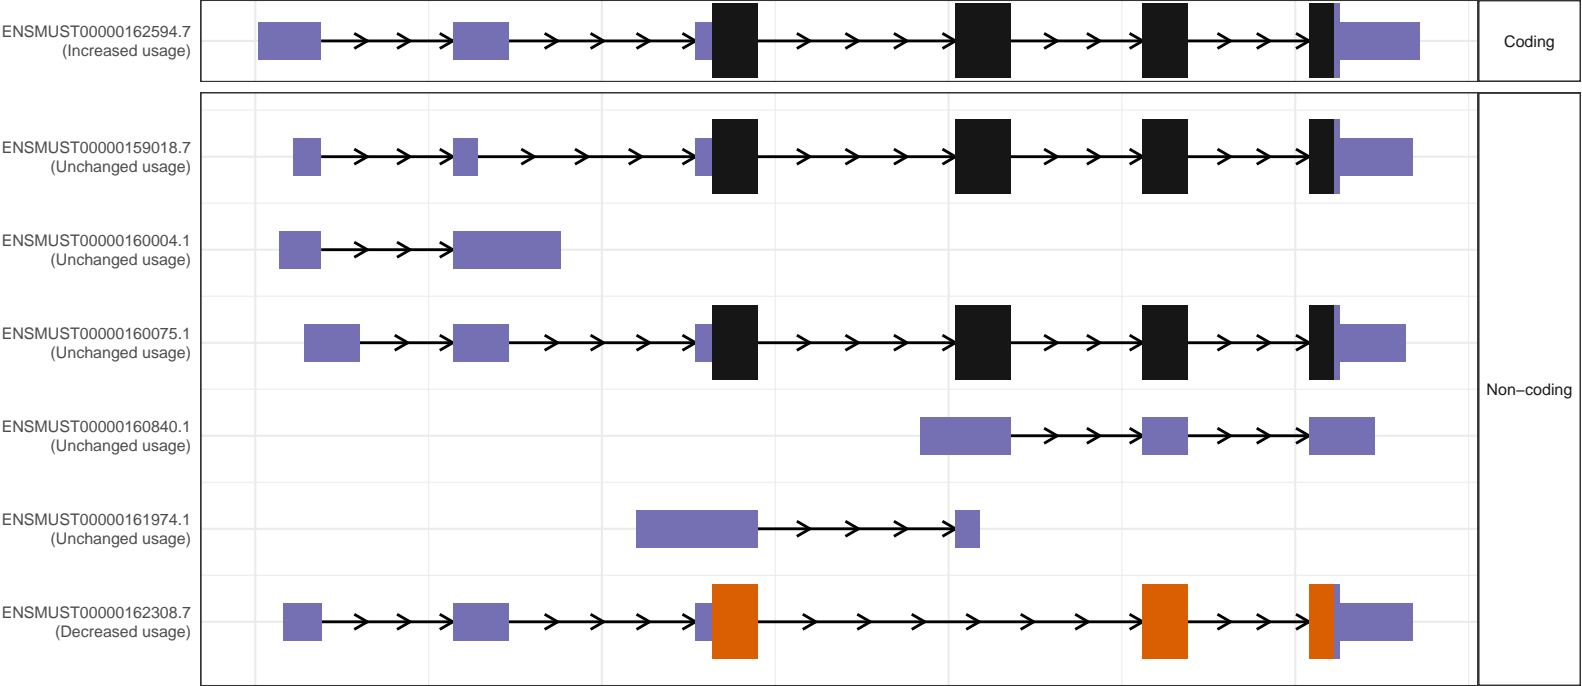 ENSMUST00000162594.7
(Increased usage)
Coding
ENSMUST00000159018.7
(Unchanged usage)
ENSMUST00000160004.1
(Unchanged usage)
ENSMUST00000160075.1
(Unchanged usage)
Non−coding
ENSMUST00000160840.1
(Unchanged usage)
ENSMUST00000161974.1
(Unchanged usage)
ENSMUST00000162308.7
(Decreased usage)